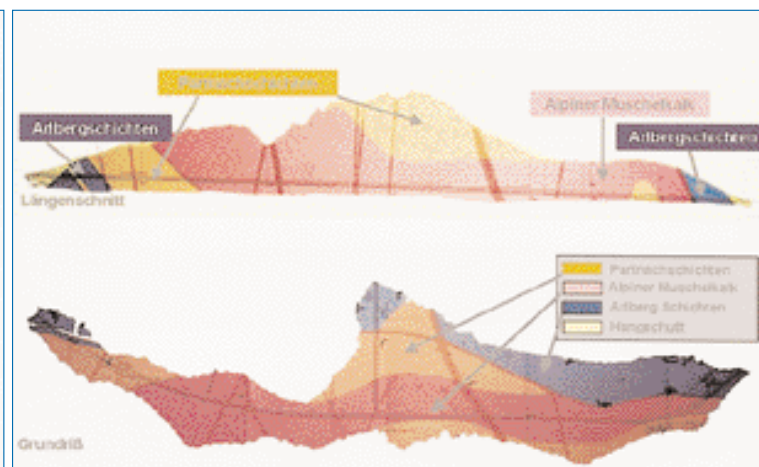 Partnachschichten
Arlbergschichten
Alpiner Muschelkalk
Arlbergschichten
Längenschnitt
Partnachschichten
Alpiner Muschelkalk
Arlberg Schichten
Hangschutt
Grundriß